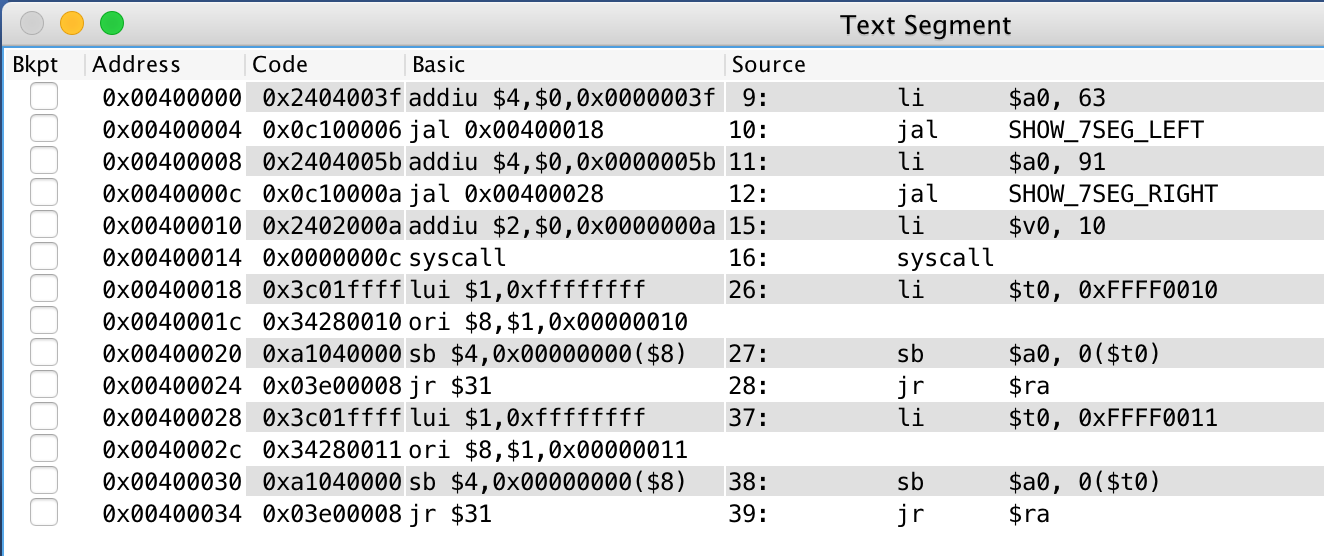 Text Segment
Bkpt Address Code Basic Source
0x00400000 0x2404003f addiu $4,$0,0x0000003f 9: li $a0, 63
0x00400004 0x0c100006 jal 0x00400018 10: jal SHOW_7SEG_LEFT
0x00400008 0x2404005b addiu $4,$0,0x0000005b 11: li $a0, 91
0x0040000c 0x0c10000a jal 0x00400028 12: jal SHOW_7SEG_RIGHT
0x00400010 0x2402000a addiu $2,$0,0x0000000a 15: li $v0, 10
0x00400014 0x0000000c syscall 16: syscall
0x00400018 0x3c01ffff lui $1,0xffffffff 26: li $t0, 0xFFFF0010
0x0040001c 0x34280010 ori $8,$1,0x00000010
0x00400020 0xa1040000 sb $4,0x00000000($8) 27: sb $a0, 0($t0)
0x00400024 0x03e00008 jr $31 28: jr $ra
0x00400028 0x3c01ffff lui $1,0xffffffff 37: li $t0, 0xFFFF0011
0x0040002c 0x34280011 ori $8,$1,0x00000011
0x00400030 0xa1040000 sb $4,0x00000000($8) 38: sb $a0, 0($t0)
0x00400034 0x03e00008 jr $31 39: jr $ra